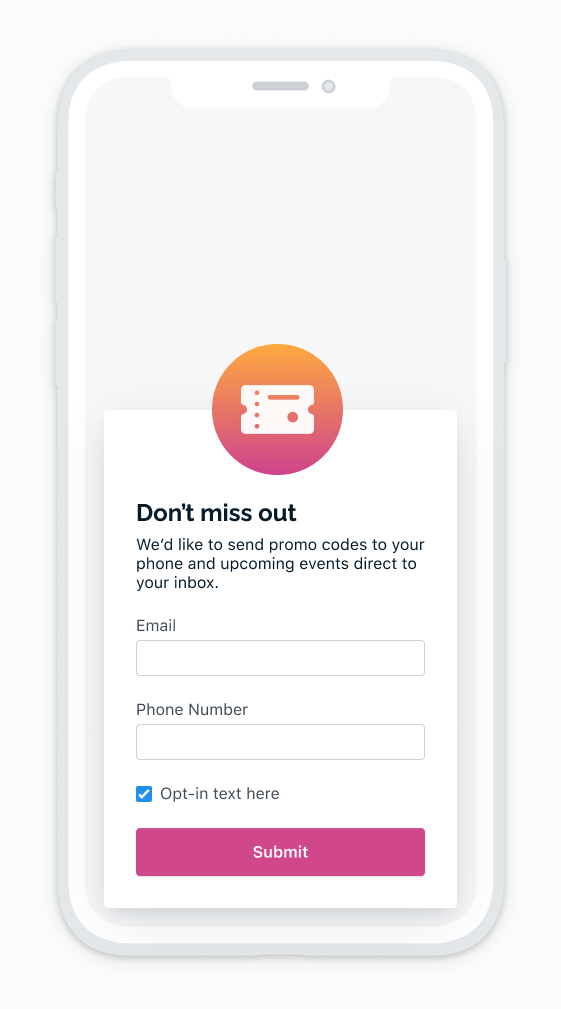 Don’t miss out
We’d like to send promo codes to your
phone and upcoming events direct to
your inbox.
Email
Phone Number
Opt-in text here
Submit